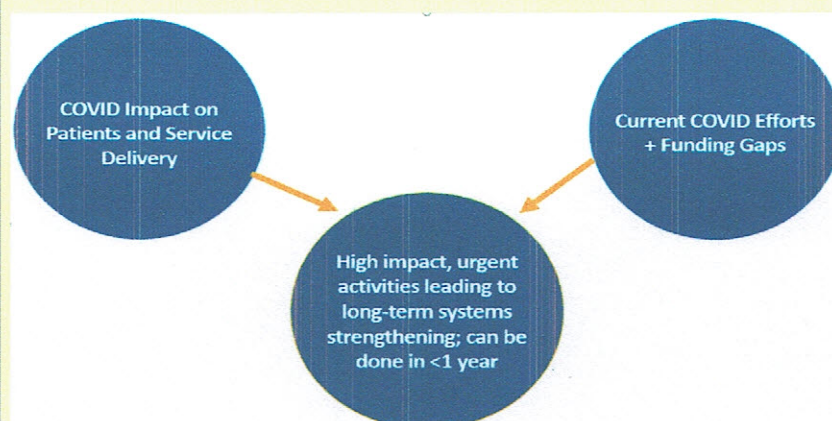 COVID Impact on
Patients and Service
Delivery
Current COVID Efforts
+ Funding Gaps
High impact, urgent
activities leading to
long-term systems
strengthening; can be
done in <1 year